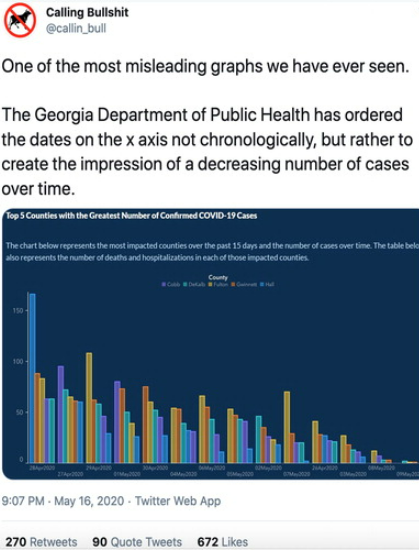 Calling Bullshit
@callin_bull
One of the most misleading graphs we have ever seen.
The Georgia Department of Public Health has ordered
the dates on the x axis not chronologically, but rather to
create the impression of a decreasing number of cases
over time.
Top 5 Counties with the Greatest Number of Confirmed COVID-19 Cases
The chart below represents the most impacted counties over the past 15 days and the number of cases over time. The table belo
also represents the number of deaths and hospitalizations in each of those impacted counties.
County
Cobb DeKalb Fulton Gwinnett Hall
150
100
50
0
28Apr2020 29Apr2020 30Apr2020 06May2020 02May2020 26Apr2020 08May2020
27Apr2020 01May2020 04May2020 05May2020 07May2020 03May2020 09May202
9:07 PM · May 16, 2020 · Twitter Web App
270 Retweets 90 Quote Tweets 672 Likes